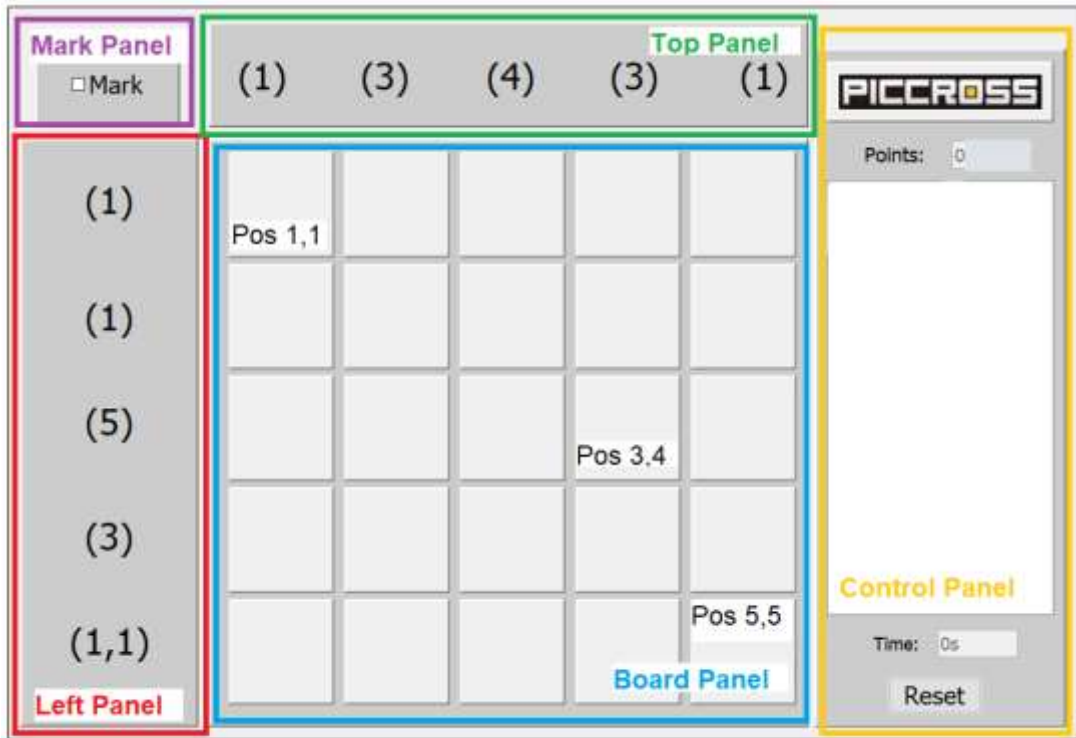 Mark Panel
Mark
Top Panel
(1) (3) (4) (3) (1)
PICCROSS
Points: 0
(1)
Pos 1,1
(1)
(5)
Pos 3,4
(3)
(1,1)
Pos 5,5
Left Panel
Board Panel
Control Panel
Time: 0s
Reset